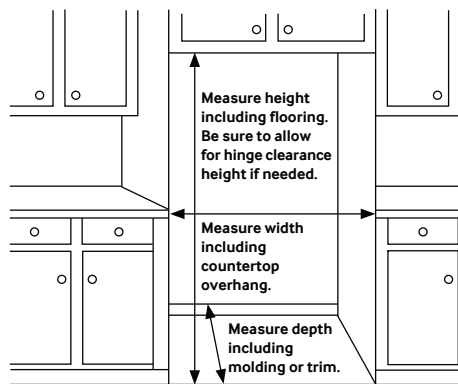 Measure height
including flooring.
Be sure to allow
for hinge clearance
height if needed.
Measure width
including
countertop
overhang.
Measure depth
including
molding or trim.